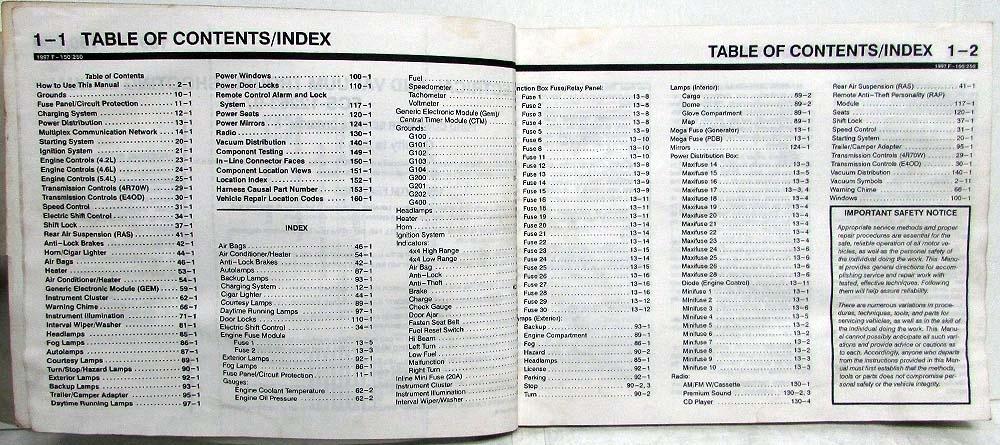 1–1 TABLE OF CONTENTS/INDEX
1997 F-150/250
Table of Contents
How to Use This Manual 2–1
Grounds 10–1
Fuse Panel/Circuit Protection 11–1
Charging System 12–1
Power Distribution 13–1
Multiplex Communication Network 14–1
Starting System 20–1
Ignition System 21–1
Engine Controls (4.2L) 23–1
Engine Controls (4.6L) 24–1
Engine Controls (5.4L) 25–1
Transmission Controls (4R70W) 29–1
Transmission Controls (E4OD) 30–1
Speed Control 31–1
Electric Shift Control 34–1
Shift Lock 37–1
Rear Air Suspension (RAS) 41–1
Anti–Lock Brakes 42–1
Horn/Cigar Lighter 44–1
Air Bags 46–1
Heater 53–1
Air Conditioner/Heater 54–1
Generic Electronic Module (GEM) 59–1
Instrument Cluster 60–1
Warning Chime 66–1
Instrument Illumination 71–1
Interval Wiper/Washer 81–1
Headlamps 85–1
Fog Lamps 86–1
Autolamps 87–1
Courtesy Lamps 89–1
Turn/Stop/Hazard Lamps 90–1
Exterior Lamps 92–1
Backup Lamps 93–1
Trailer/Camper Adapter 95–1
Daytime Running Lamps 97–1
Power Windows 100–1
Power Door Locks 110–1
Remote Control Alarm and Lock
System 117–1
Power Seats 120–1
Power Mirrors 124–1
Radio 130–1
Vacuum Distribution 140–1
Component Testing 149–1
In–Line Connector Faces 150–1
Component Location Views 151–1
Location Index 152–1
Harness Causal Part Number 153–1
Vehicle Repair Location Codes 160–1
INDEX
Air Bags 46–1
Air Conditioner/Heater 54–1
Anti–Lock Brakes 42–1
Autolamps 87–1
Backup Lamps 93–1
Charging System 12–1
Cigar Lighter 44–1
Courtesy Lamps 89–1
Daytime Running Lamps 97–1
Door Locks 110–1
Electric Shift Control 34–1
Engine Fuse Module
Fuse 1 13–5
Fuse 2 13–3
Exterior Lamps 92–1
Fog Lamps 86–1
Fuse Panel/Circuit Protection 11–1
Gauges:
Engine Coolant Temperature 62–2
Engine Oil Pressure 62–2
Fuel
Speedometer
Tachometer
Voltmeter
Generic Electronic Module (Gem)/
Central Timer Module (CTM)
Grounds:
G100
G101
G102
G103
G104
G200
G201
G202
G400
Headlamps
Heater
Horn
Ignition System
Indicators:
4x4 High Range
4x4 Low Range
Air Bag
Anti–Lock
Anti–Theft
Brake
Charge
Check Gauge
Door Ajar
Fasten Seat Belt
Fuel Reset Switch
Hi Beam
Left Turn
Low Fuel
Malfunction
Right Turn
Inline Mini Fuse (20A)
Instrument Cluster
Instrument Illumination
Interval Wiper/Washer
TABLE OF CONTENTS/INDEX 1–2
1997 F-150/250
nction Box Fuse/Relay Panel:
Fuse 1 13–8
Fuse 2 13–8
Fuse 3 13–8
Fuse 4 13–8
Fuse 5 13–9
Fuse 6 13–9
Fuse 8 13–10
Fuse 11 13–10
Fuse 12 13–8
Fuse 13 13–9
Fuse 15 13–9
Fuse 16 13–9
Fuse 18 13–11
Fuse 19 13–11
Fuse 20 13–11
Fuse 21 13–14
Fuse 22 13–14
Fuse 23 13–14
Fuse 24 13–15
Fuse 25 13–15
Fuse 26 13–16
Fuse 27 13–15
Fuse 28 13–16
Fuse 29 13–12
Fuse 30 13–12
mps (Exterior):
Backup 93–1
Engine Compartment 89–1
Fog 86–1
Hazard 90–2
Headlamps 85–1
License 92–1
Parking 92–1
Stop 90–2, 3
Turn 90–2
Lamps (Interior):
Cargo 89–2
Dome 89–2
Glove Compartment 89–1
Map 89–1
Mega Fuse (Generator) 13–1
Mega Fuse (PDB) 13–1
Mirrors 124–1
Power Distribution Box:
Maxifuse 14 13–3
Maxifuse 15 13–5
Maxifuse 16 13–3
Maxifuse 17 13–3, 4
Maxifuse 18 13–4
Maxifuse 19 13–4
Maxifuse 20 13–4
Maxifuse 21 13–4
Maxifuse 22 13–4
Maxifuse 23 13–4
Maxifuse 24 13–6
Maxifuse 25 13–6
Maxifuse 26 13–6
Maxifuse 28 13–6
Diode (Engine Control) 13–11
Minifuse 1 13–1
Minifuse 2 13–1
Minifuse 3 13–6
Minifuse 4 13–5
Minifuse 5 13–2
Minifuse 6 13–2
Minifuse 7 13–2
Minifuse 8 13–2
Minifuse 9 13–2
Minifuse 10 13–3
Radio:
AM/FM W/Cassette 130–1
Premium Sound 130–2, 3
CD Player 130–4
Rear Air Suspension (RAS) 41–1
Remote Anti–Theft Personality (RAP)
Module 117–1
Seats 120–1
Shift Lock 37–1
Speed Control 31–1
Starting System 20–1
Trailer/Camper Adapter 95–1
Transmission Controls (4R70W) 29–1
Transmission Controls (E4OD) 30–1
Vacuum Distribution 140–1
Vacuum Symbols 2–11
Warning Chime 66–1
Windows 100–1
IMPORTANT SAFETY NOTICE
Appropriate service methods and proper
repair procedures are essential for the
safe, reliable operation of all motor ve-
hicles, as well as the personal safety of
the individual doing the work. This Manu-
al provides general directions for accom-
plishing service and repair work with
tested, effective techniques. Following
them will help assure reliability.
There are numerous variations in proce-
dures, techniques, tools, and parts for
servicing vehicles, as well as in the skill of
the individual doing the work. This Manu-
al cannot possibly anticipate all such vari-
ations and provide advice or cautions as
to each. Accordingly, anyone who departs
from the instructions provided in this Man-
ual must first establish that the methods,
tools or parts does not compromise per-
sonal safety or the vehicle integrity.